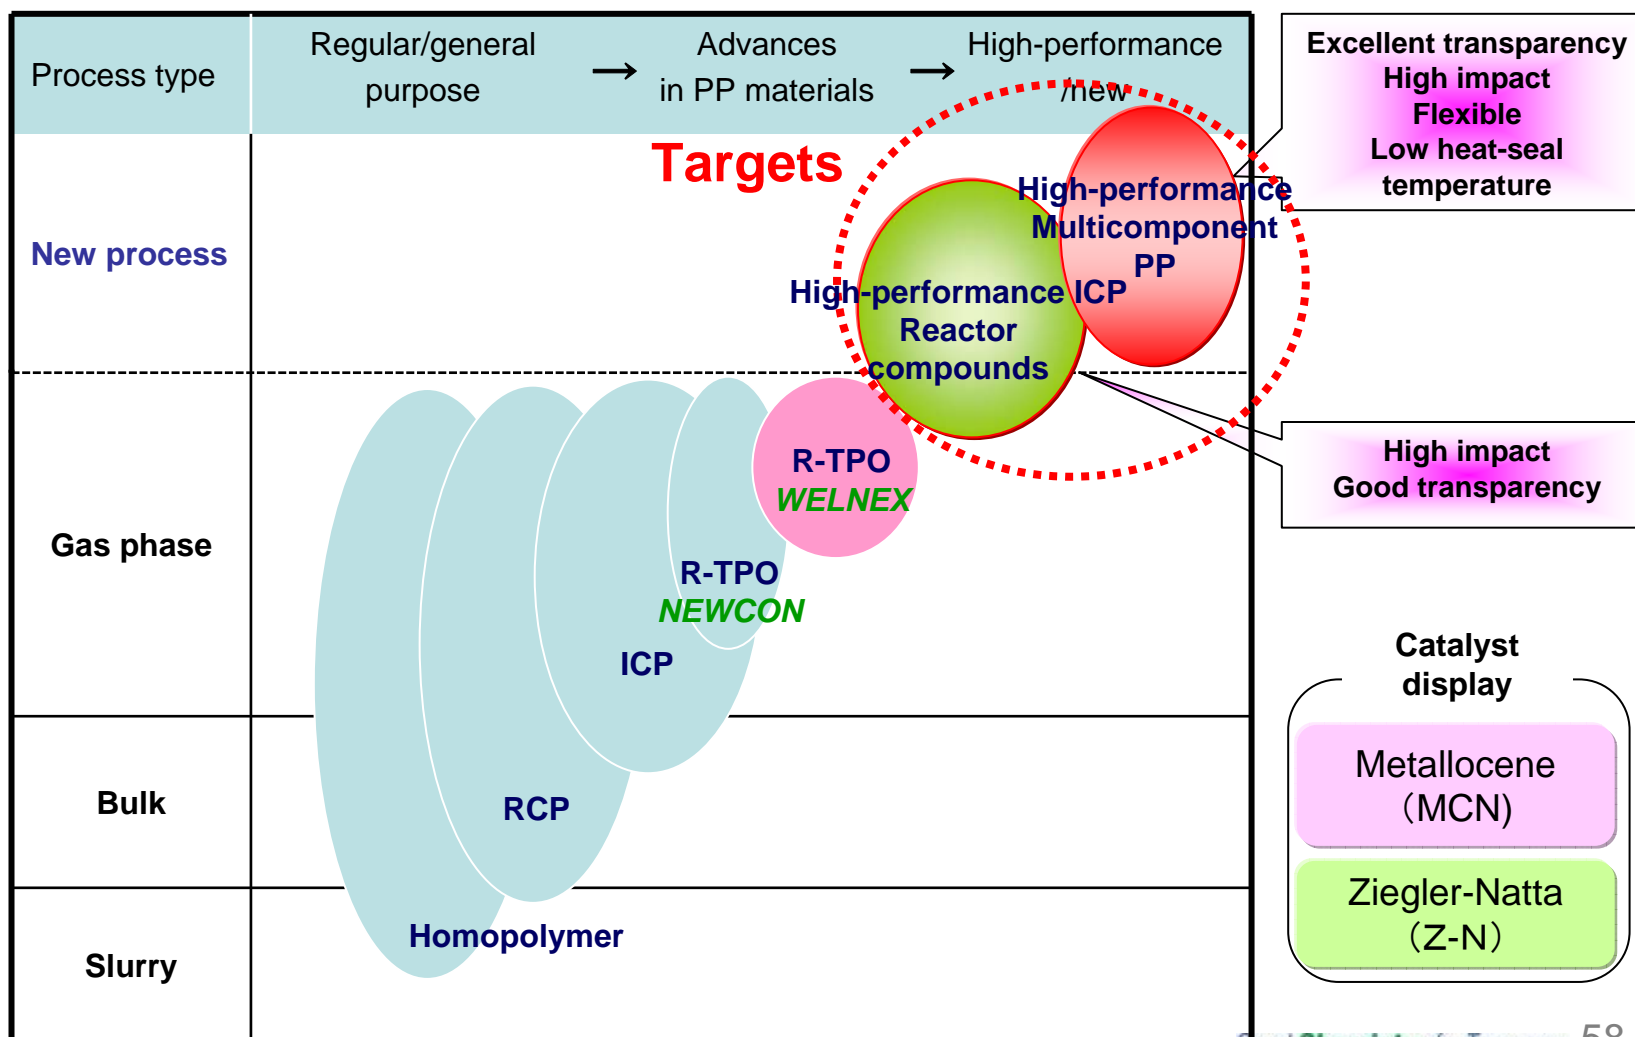 Process type
Regular/general
purpose
→
Advances
in PP materials
→
High-performance
/new
Excellent transparency
High impact
Flexible
Low heat-seal
temperature
Targets
New process
High-performance
Multicomponent
PP
High-performance ICP
Reactor
compounds
High impact
Good transparency
Gas phase
R-TPO
WELNEX
R-TPO
NEWCON
ICP
Bulk
RCP
Slurry
Homopolymer
Catalyst
display
Metallocene
（MCN)
Ziegler-Natta
（Z-N）
58